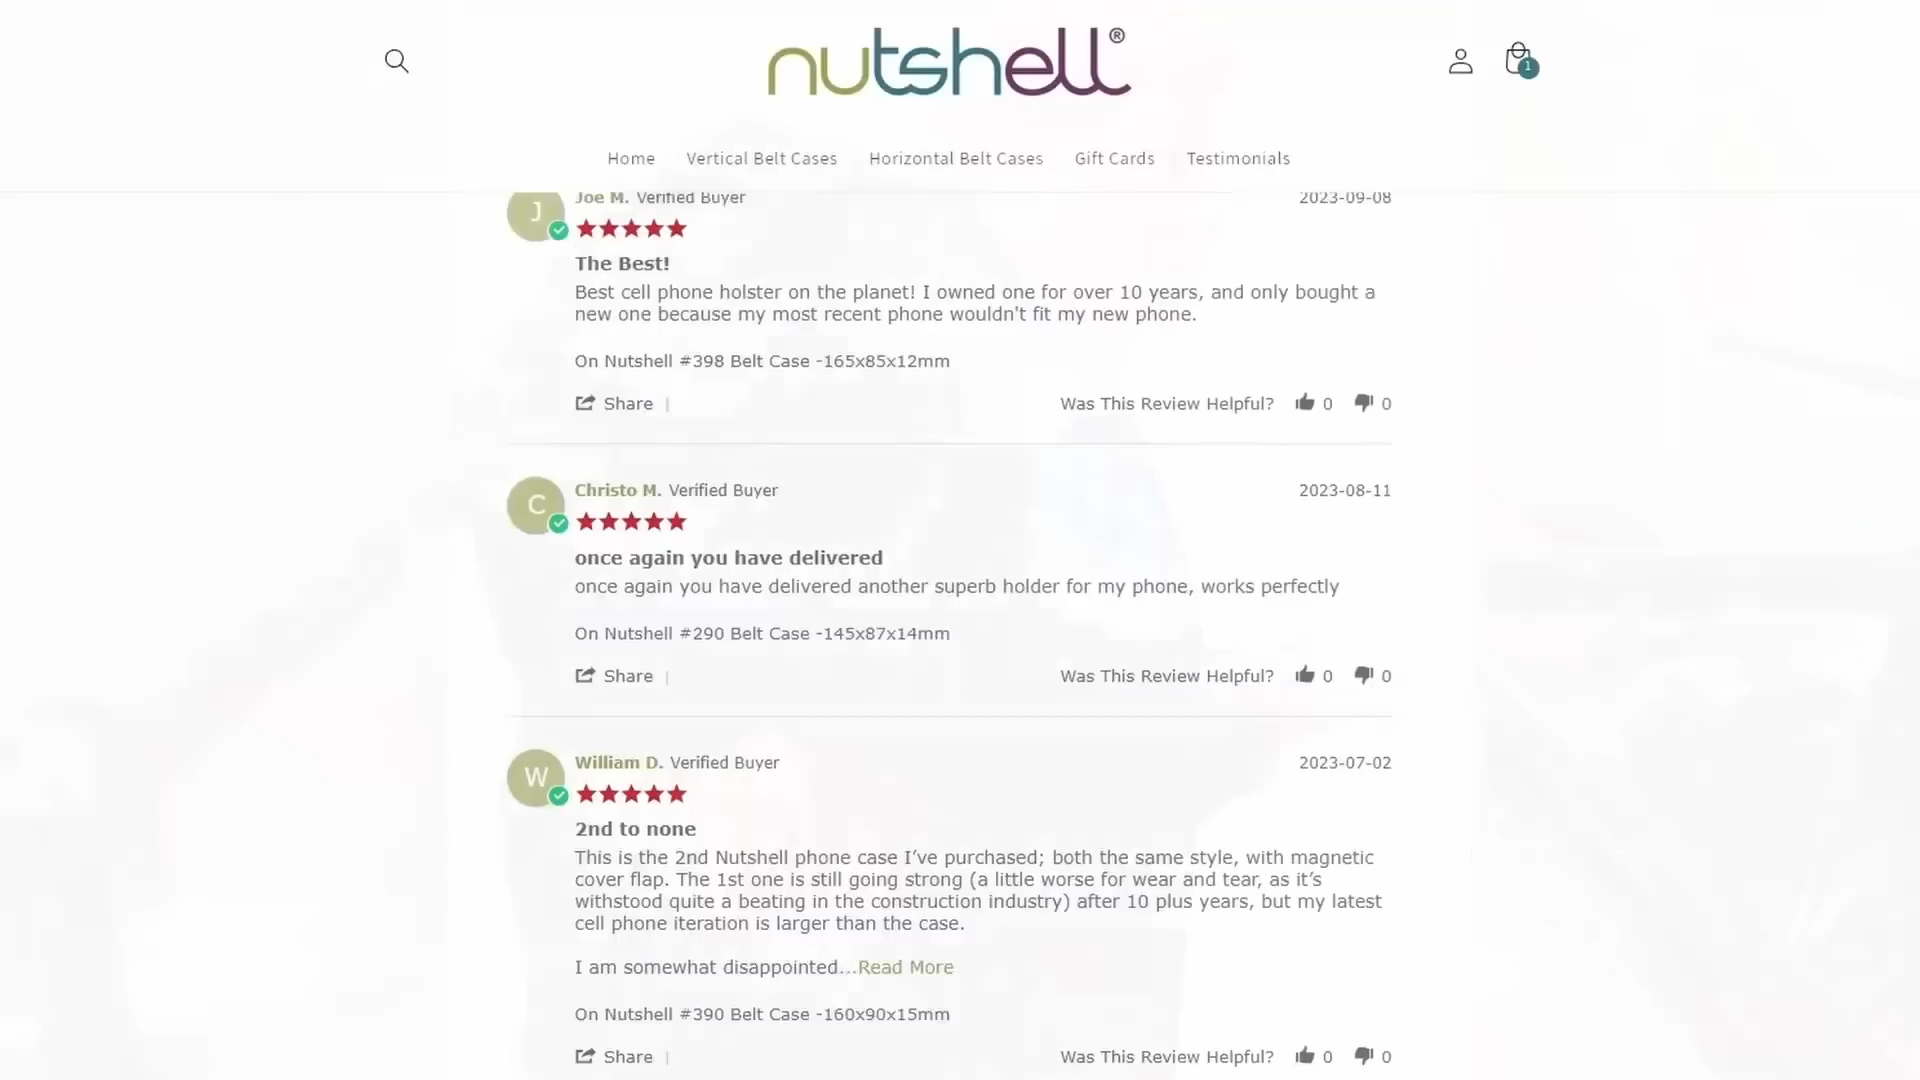 nutshell®
1
Home Vertical Belt Cases Horizontal Belt Cases Gift Cards Testimonials
J Joe M. Verified Buyer 2023-09-08
The Best!
Best cell phone holster on the planet! I owned one for over 10 years, and only bought a
new one because my most recent phone wouldn't fit my new phone.
On Nutshell #398 Belt Case -165x85x12mm
Share | Was This Review Helpful? 0 0
C Christo M. Verified Buyer 2023-08-11
once again you have delivered
once again you have delivered another superb holder for my phone, works perfectly
On Nutshell #290 Belt Case -145x87x14mm
Share | Was This Review Helpful? 0 0
W William D. Verified Buyer 2023-07-02
2nd to none
This is the 2nd Nutshell phone case I’ve purchased; both the same style, with magnetic
cover flap. The 1st one is still going strong (a little worse for wear and tear, as it’s
withstood quite a beating in the construction industry) after 10 plus years, but my latest
cell phone iteration is larger than the case.
I am somewhat disappointed...Read More
On Nutshell #390 Belt Case -160x90x15mm
Share | Was This Review Helpful? 0 0